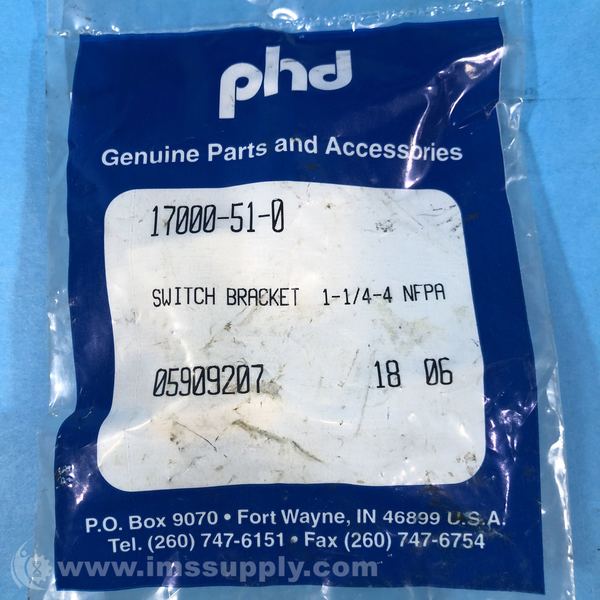 phd
Genuine Parts and Accessories
17000-51-0
SWITCH BRACKET 1-1/4-4 NFPA
05909207 18 06
P.O. Box 9070 • Fort Wayne, IN 46899 U.S.A.
Tel. (260) 747-6151 • Fax (260) 747-6754
www.imssupply.com